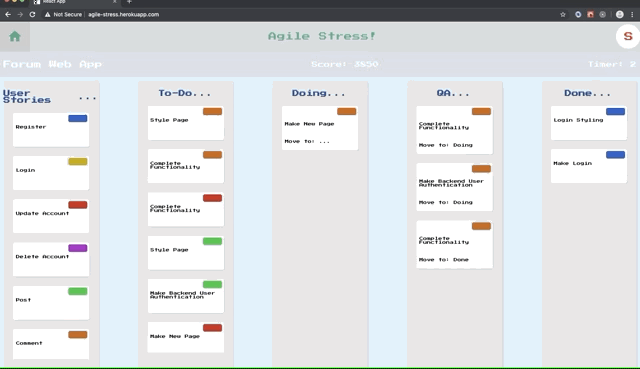 React App
Not Secure | agile-stress.herokuapp.com
Agile Stress!
S
Forum Web App
Score: 3850
Timer: 2
User
Stories ...
Register
Login
Update Account
Delete Account
Post
Comment
To-Do...
Style Page
Complete
Functionality
Complete
Functionality
Style Page
Make Backend User
Authentication
Make New Page
Doing...
Make New Page
Move to: ...
QA...
Complete
Functionality
Move to: Doing
Make Backend User
Authentication
Move to: Doing
Complete
Functionality
Move to: Done
Done...
Login Styling
Make Login